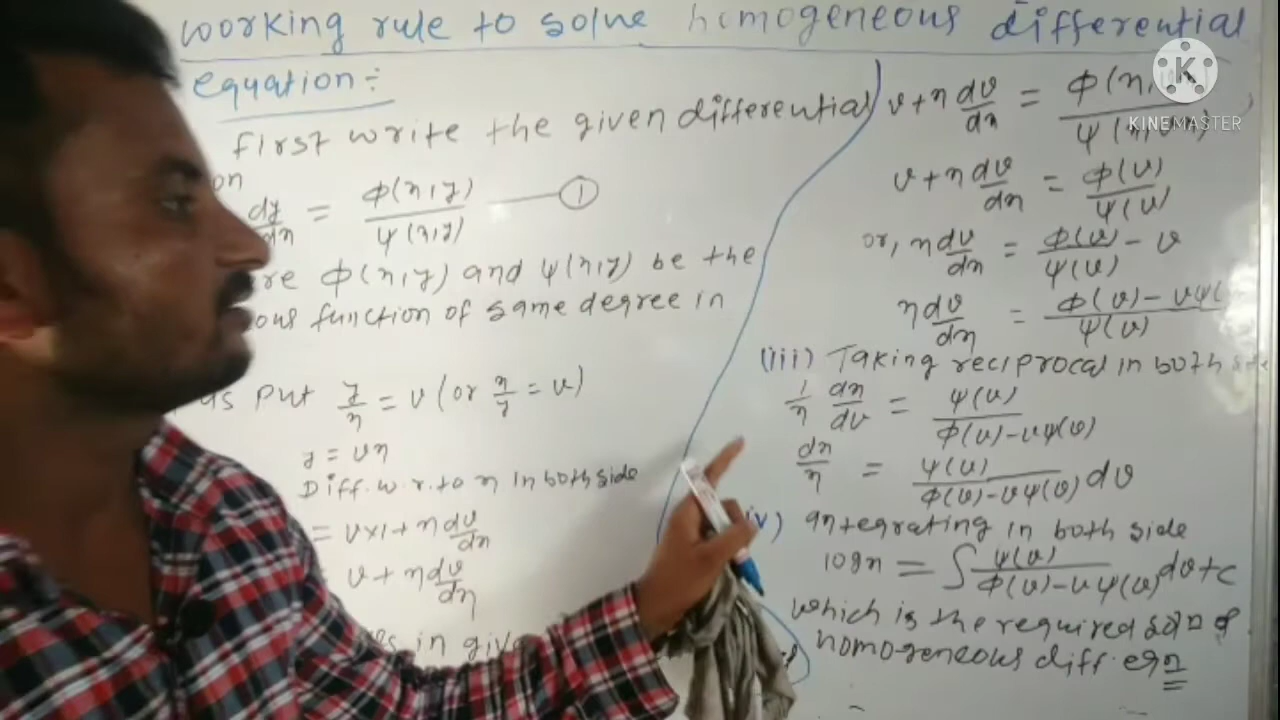 working rule to solve homogeneous differential
equation :-
First write the given differential
on
dy/dx = φ(x,y)/ψ(x,y) — ①
re φ(x,y) and ψ(x,y) be the
ous function of same degree in
us put y/x = v (or x/y = v)
y = vx
Diff. w.r. to x in both side
= v×1 + x dv/dx
v + x dv/dx
in give
v + x dv/dx = φ(x, / ψ(x,
v + x dv/dx = φ(v)/ψ(v)
or, x dv/dx = φ(v)/ψ(v) - v
x dv/dx = φ(v) - vψ( / ψ(v)
(iii) Taking reciprocal in both side
1/x dx/dv = ψ(v)/φ(v)-vψ(v)
dx/x = ψ(v)/φ(v)-vψ(v) dv
iv) Integrating in both side
log x = ∫ ψ(v)/φ(v)-vψ(v) dv+c
which is the required solⁿ of
homogeneous diff. eqn
K
KINEMASTER